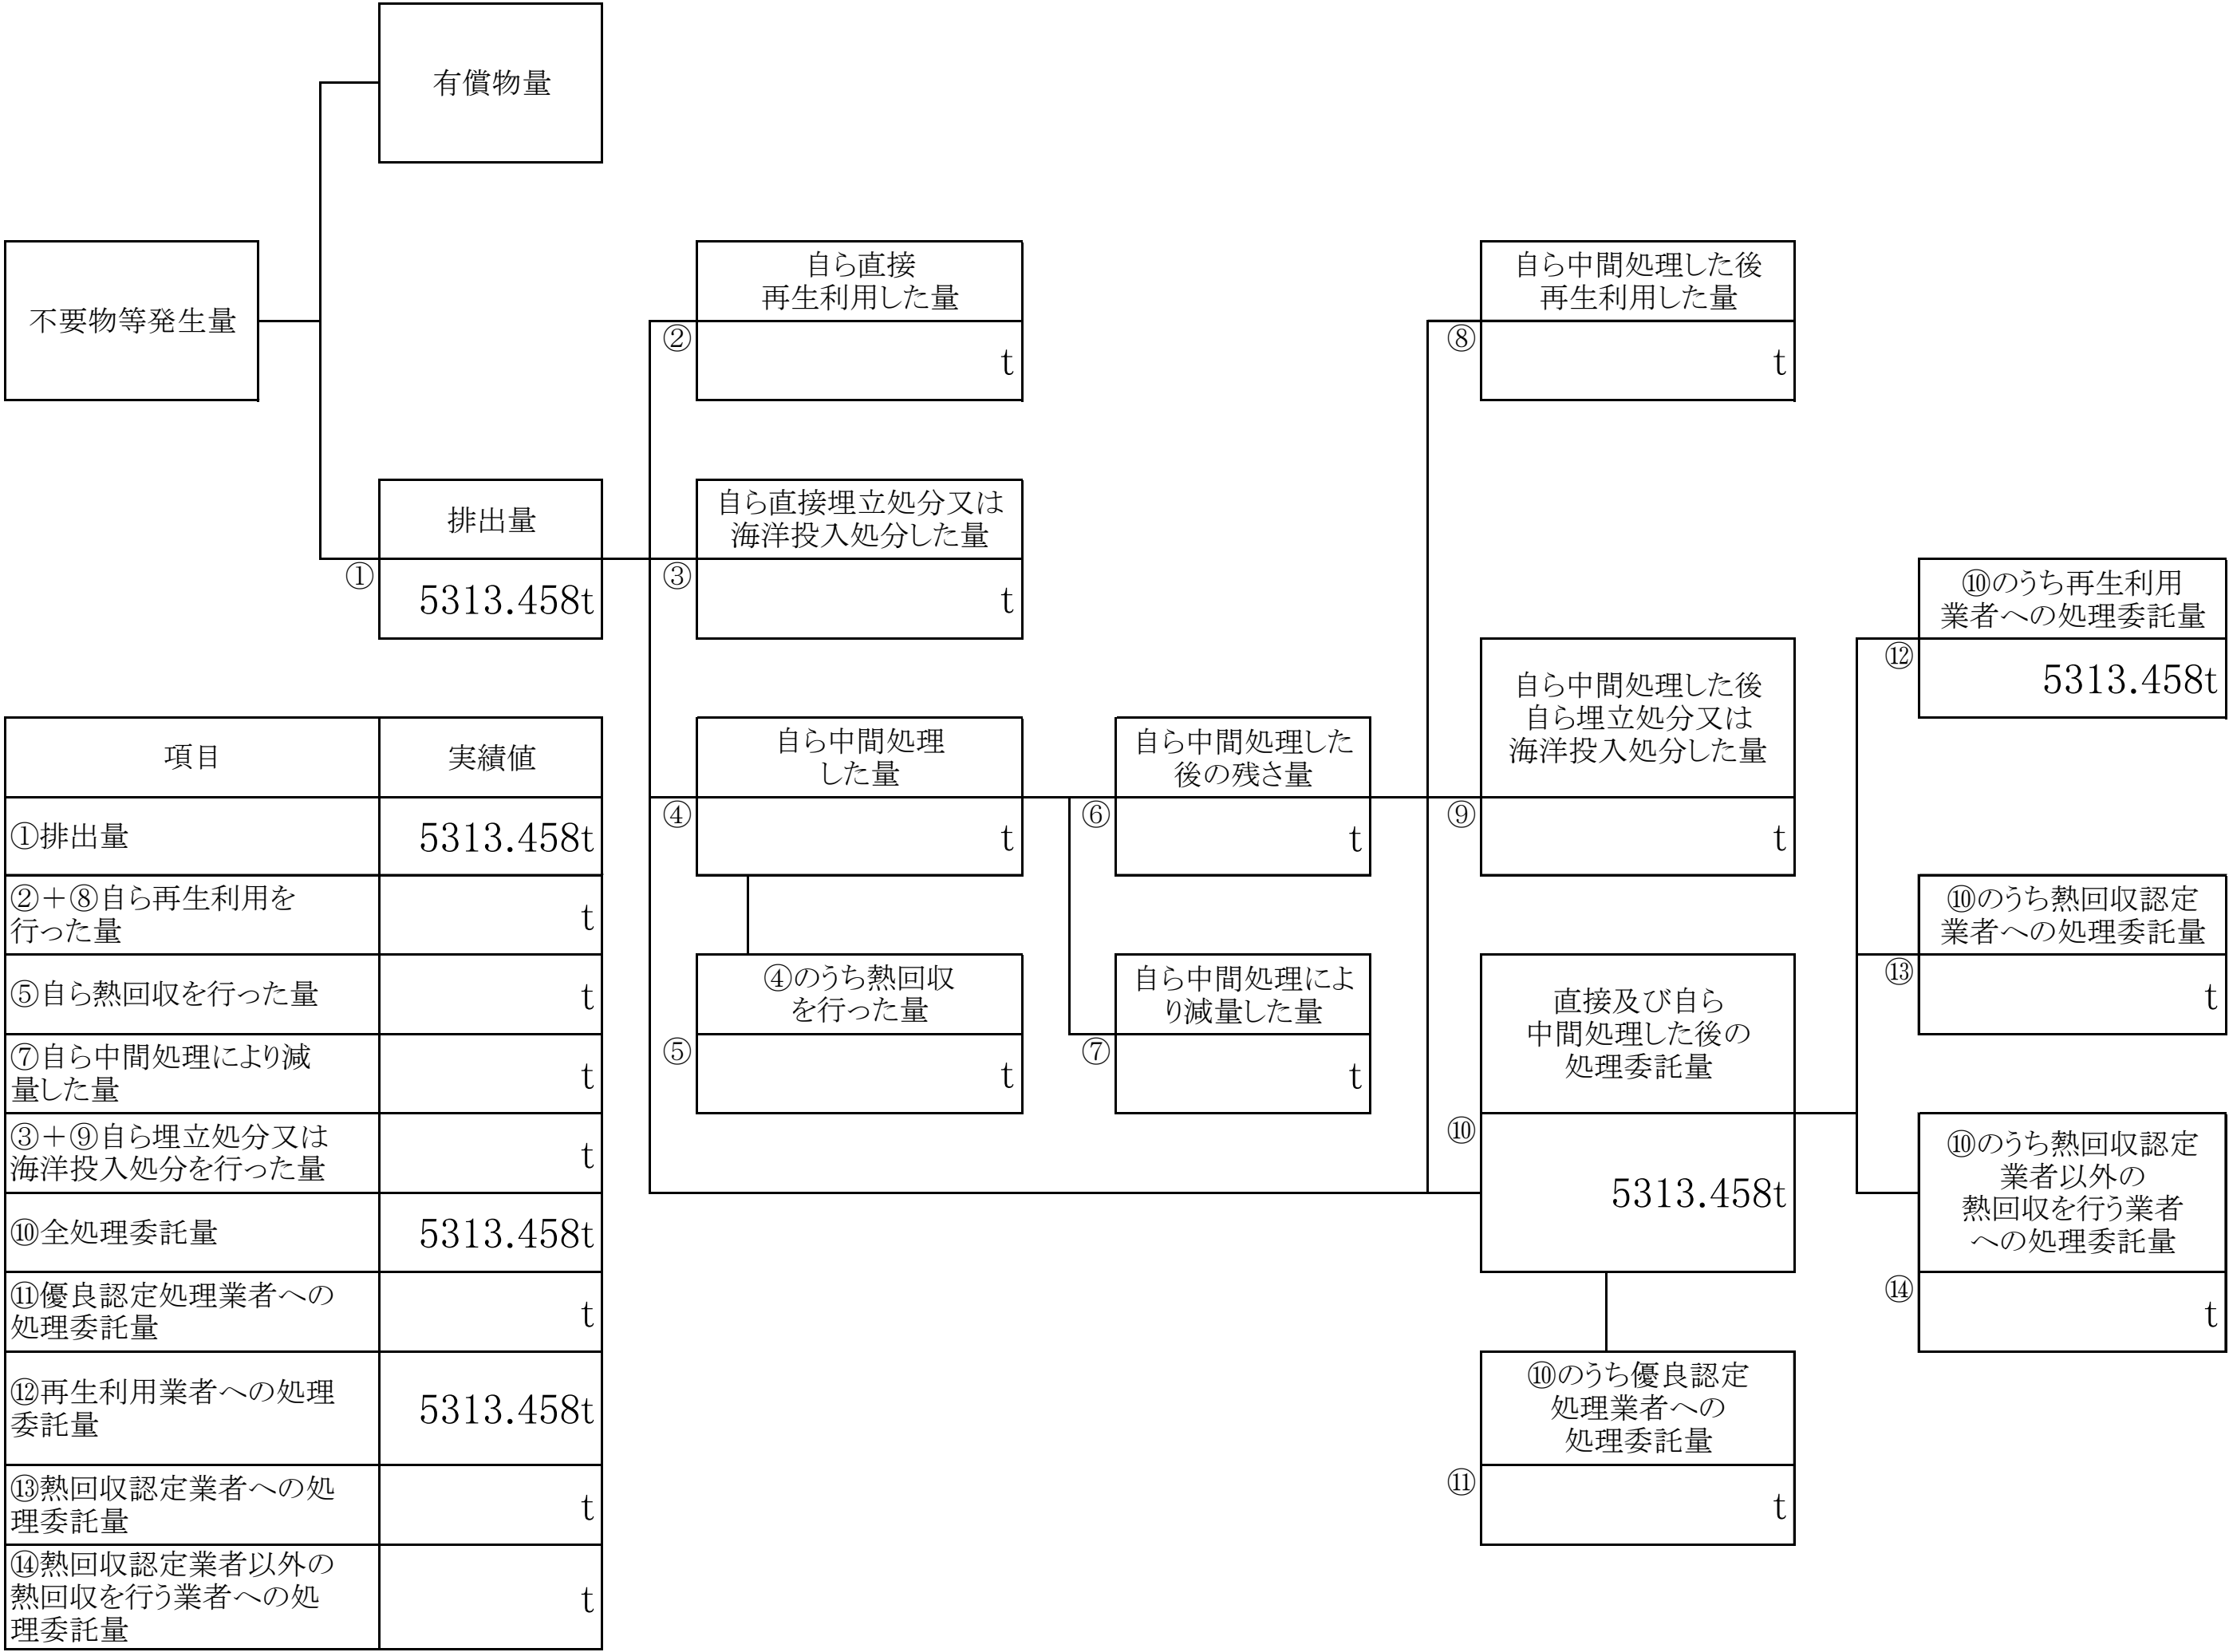 有償物量
不要物等発生量
自ら直接
再生利用した量
②
t
自ら中間処理した後
再生利用した量
⑧
t
排出量
①
5313.458t
自ら直接埋立処分又は
海洋投入処分した量
③
t
⑩のうち再生利用
業者への処理委託量
⑫
5313.458t
自ら中間処理
した量
④
t
自ら中間処理した
後の残さ量
⑥
t
自ら中間処理した後
自ら埋立処分又は
海洋投入処分した量
⑨
t
⑩のうち熱回収認定
業者への処理委託量
⑬
t
④のうち熱回収
を行った量
⑤
t
自ら中間処理によ
り減量した量
⑦
t
直接及び自ら
中間処理した後の
処理委託量
⑩
5313.458t
⑩のうち熱回収認定
業者以外の
熱回収を行う業者
への処理委託量
⑭
t
⑩のうち優良認定
処理業者への
処理委託量
⑪
t
項目
実績値
①排出量
5313.458t
②＋⑧自ら再生利用を
行った量
t
⑤自ら熱回収を行った量
t
⑦自ら中間処理により減
量した量
t
③＋⑨自ら埋立処分又は
海洋投入処分を行った量
t
⑩全処理委託量
5313.458t
⑪優良認定処理業者への
処理委託量
t
⑫再生利用業者への処理
委託量
5313.458t
⑬熱回収認定業者への処
理委託量
t
⑭熱回収認定業者以外の
熱回収を行う業者への処
理委託量
t